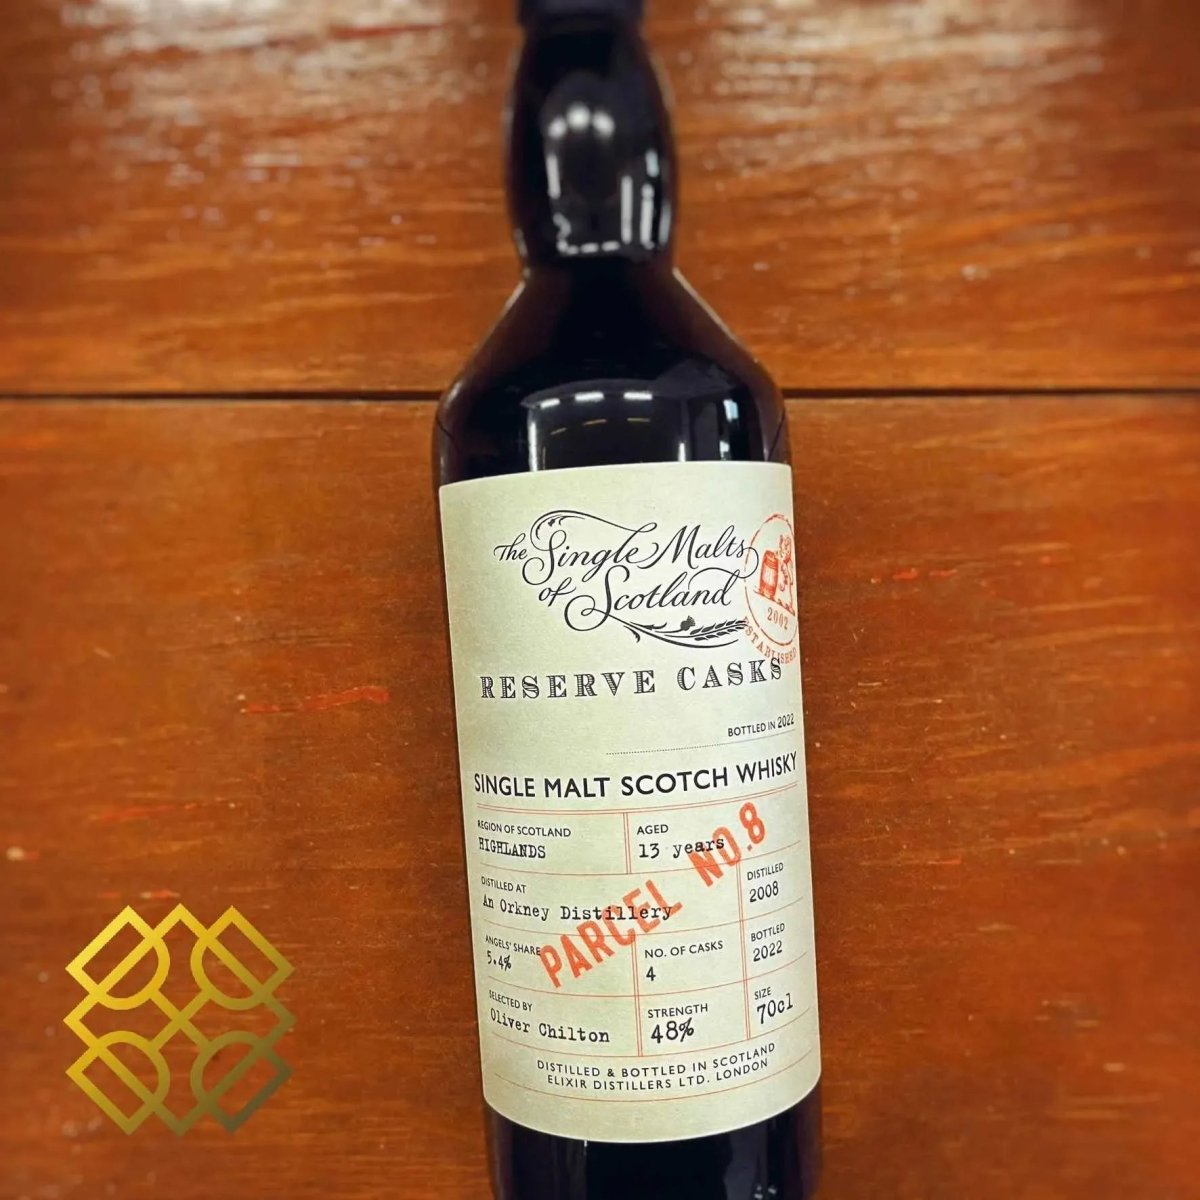 The Single Malts
of Scotland
2002
ESTABLISHED
RESERVE CASKS
BOTTLED IN 2022
SINGLE MALT SCOTCH WHISKY
REGION OF SCOTLAND
HIGHLANDS
AGED
13 years
PARCEL NO.8
DISTILLED AT
An Orkney Distillery
DISTILLED
2008
ANGELS' SHARE
5.4%
NO. OF CASKS
4
BOTTLED
2022
SELECTED BY
Oliver Chilton
STRENGTH
48%
SIZE
70cl
DISTILLED & BOTTLED IN SCOTLAND
ELIXIR DISTILLERS LTD. LONDON